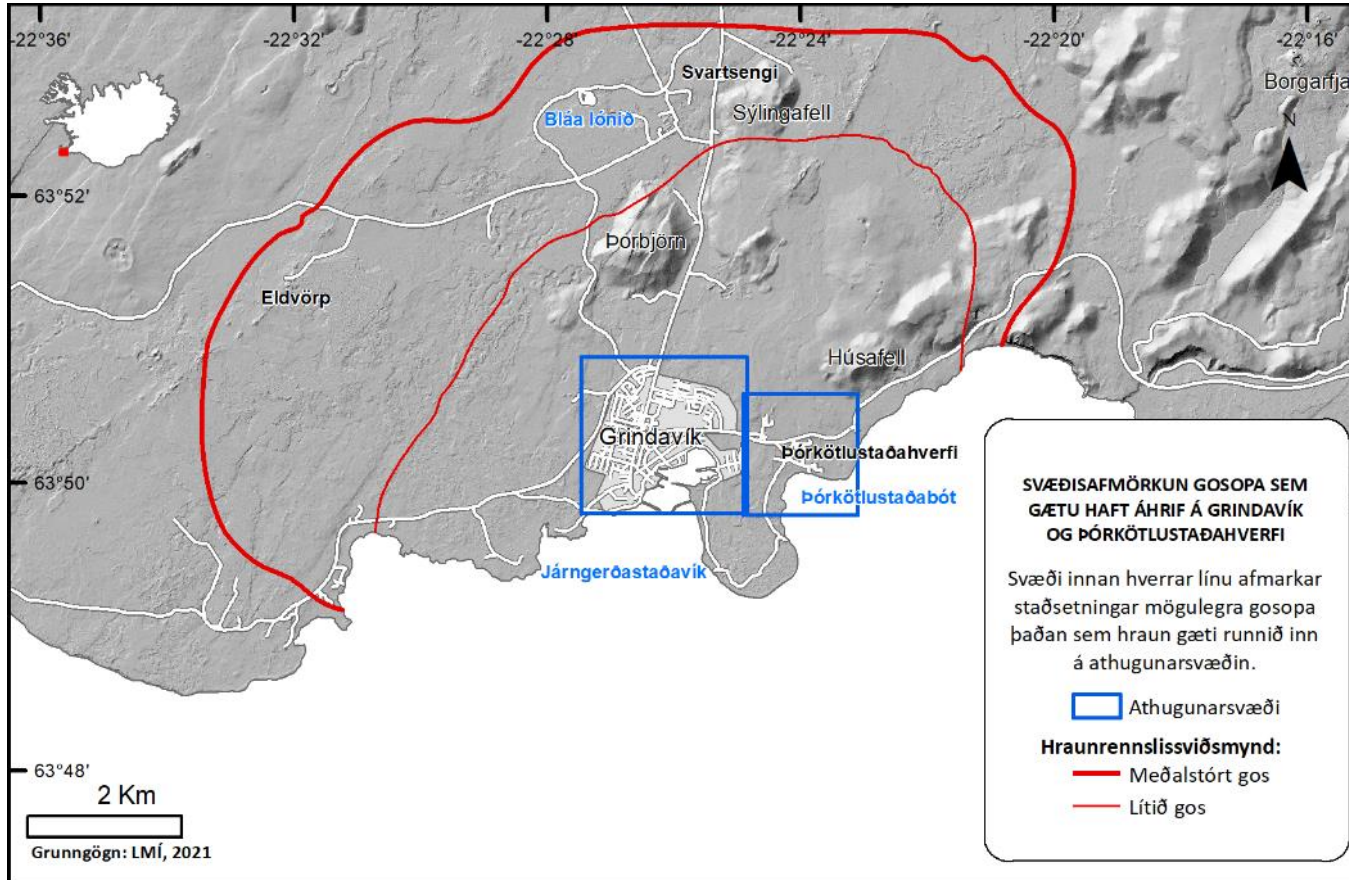 -22°36'
-22°32'
-22°28'
-22°24'
-22°20'
-22°16'
Svartsengi
Borgarfja
Sýlingafell
Bláa lónið
N
63°52'
Þorbjörn
Eldvörp
Húsafell
Grindavík
Þórkötlustaðahverfi
63°50'
Þórkötlustaðabót
Járngerðastaðavík
63°48'
2 Km
Grunngögn: LMÍ, 2021
SVÆÐISAFMÖRKUN GOSOPA SEM
GÆTU HAFT ÁHRIF Á GRINDAVÍK
OG ÞÓRKÖTLUSTAÐAHVERFI
Svæði innan hverrar línu afmarkar
staðsetningar mögulegra gosopa
þaðan sem hraun gæti runnið inn
á athugunarsvæðin.
Athugunarsvæði
Hraunrennslissviðsmynd:
Meðalstórt gos
Lítið gos